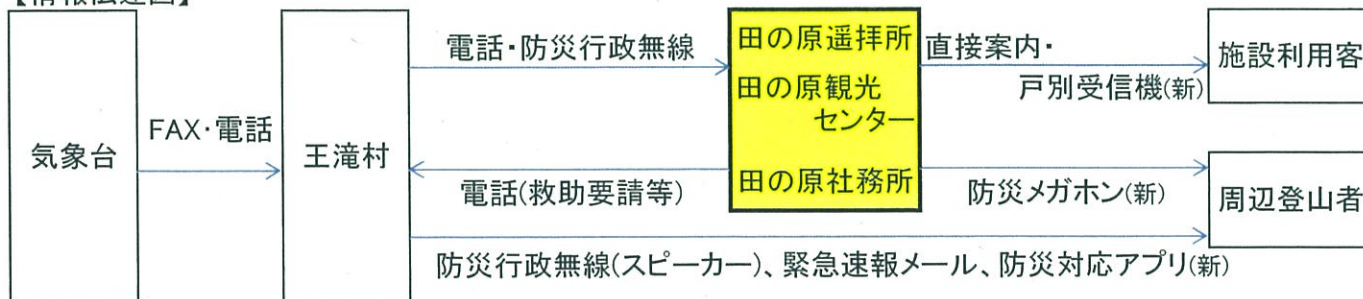 【情報伝達図】
電話・防災行政無線
田の原遥拝所
直接案内・
施設利用客
戸別受信機(新)
田の原観光
センター
FAX・電話
気象台
王滝村
電話(救助要請等)
田の原社務所
防災メガホン(新)
周辺登山者
防災行政無線(スピーカー)、緊急速報メール、防災対応アプリ(新)